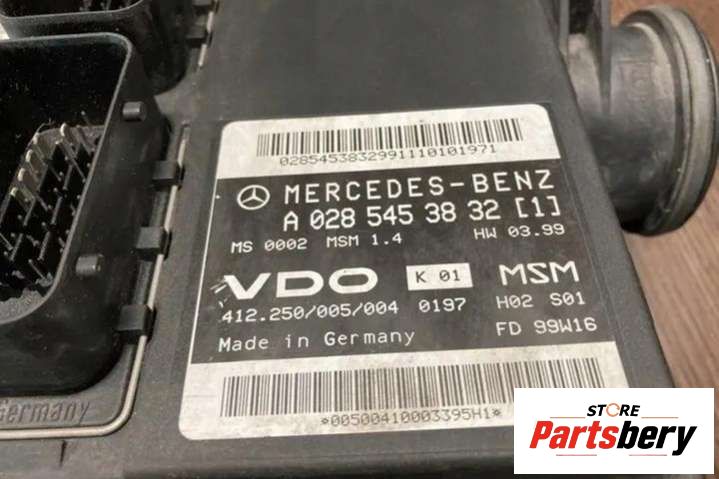 0285453832991110101971
MERCEDES-BENZ
A 028 545 38 32 [1]
MS 0002 MSM 1.4 HW 03.99
VDO K 01 MSM
412.250/005/004 0197 H02 S01
Made in Germany FD 99W16
*00500410003395H1*
Germany
STORE
Partsbery